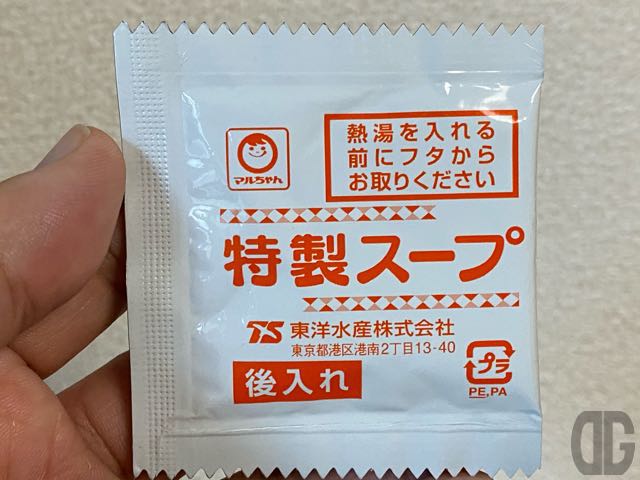 マルちゃん
熱湯を入れる
前にフタから
お取りください
特製スープ
TS 東洋水産株式会社
東京都港区港南2丁目13-40
後入れ
プラ
PE,PA
DG